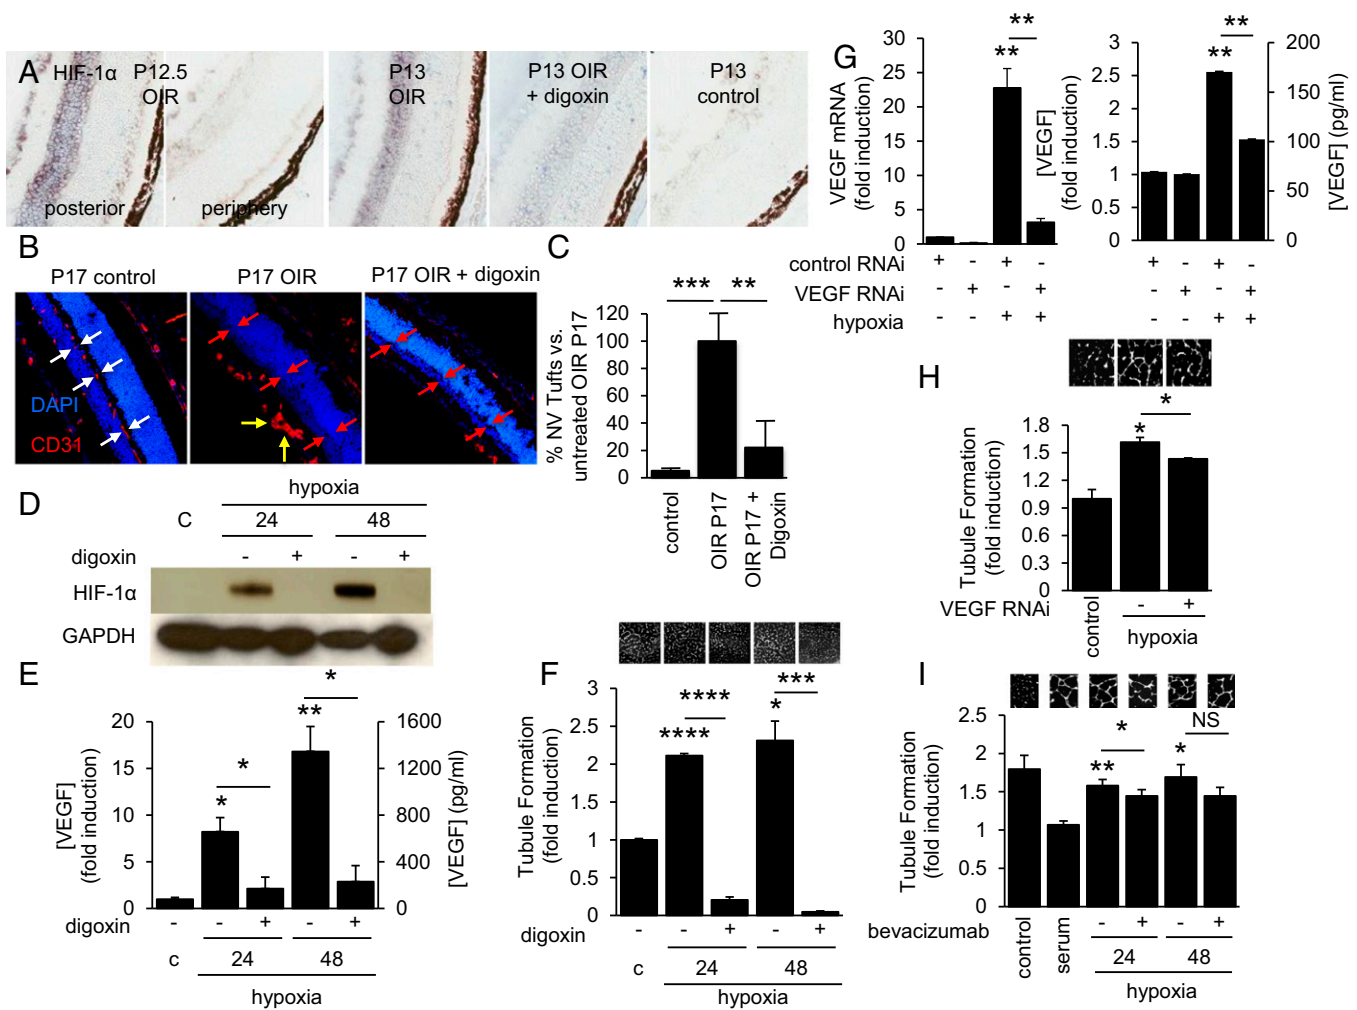 A
HIF-1α P12.5 OIR
posterior
periphery
P13 OIR
P13 OIR + digoxin
P13 control
B
P17 control
P17 OIR
P17 OIR + digoxin
DAPI
CD31
C
*** **
% NV Tufts vs. untreated OIR P17
120
100
80
60
40
20
0
control
OIR P17
OIR P17 + Digoxin
D
hypoxia
C 24 48
digoxin - + - +
HIF-1α
GAPDH
E
[VEGF] (fold induction)
20
15
10
5
0
* * ** *
1600
1200
800
400
0
[VEGF] (pg/ml)
digoxin - - + - +
c 24 48
hypoxia
F
Tubule Formation (fold induction)
3
2.5
2
1.5
1
0.5
0
**** **** * ***
digoxin - - + - +
c 24 48
hypoxia
G
VEGF mRNA (fold induction)
30
25
20
15
10
5
0
** **
[VEGF] (fold induction)
3
2.5
2
1.5
1
0.5
0
** **
200
150
100
50
0
[VEGF] (pg/ml)
control RNAi + - + - + - + -
VEGF RNAi - + - + - + - +
hypoxia - - + + - - + +
H
Tubule Formation (fold induction)
1.8
1.5
1.2
0.9
0.6
0.3
0
* *
VEGF RNAi - +
control
hypoxia
I
Tubule Formation (fold induction)
2.5
2
1.5
1
0.5
0
** * * NS
bevacizumab - + - +
control
serum
24 48
hypoxia